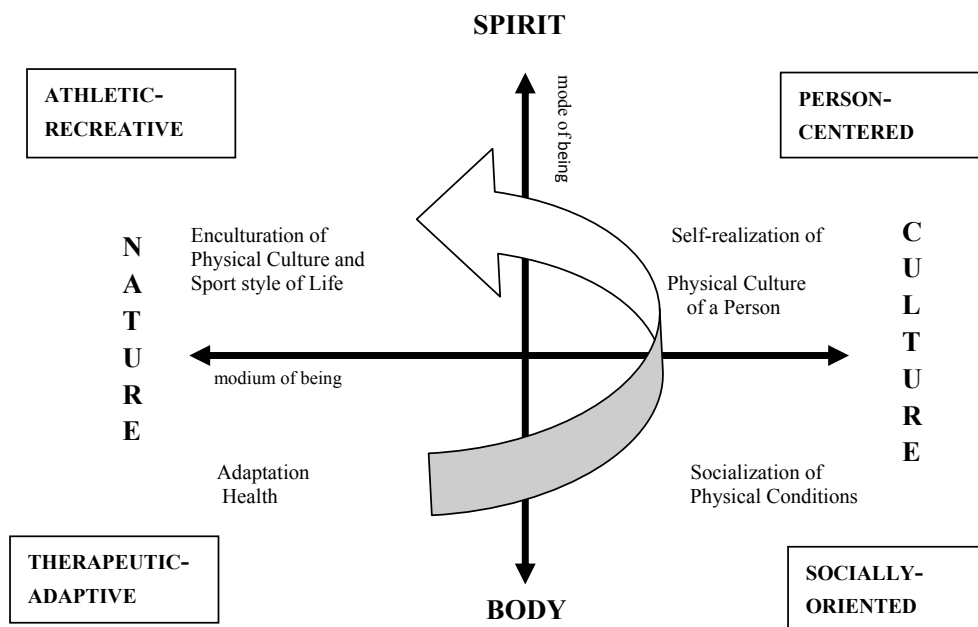 SPIRIT
ATHLETIC-
RECREATIVE
mode of being
PERSON-
CENTERED
NATURE
Enculturation of
Physical Culture and
Sport style of Life
Self-realization of
Physical Culture
of a Person
CULTURE
modium of being
Adaptation
Health
Socialization of
Physical Conditions
THERAPEUTIC-
ADAPTIVE
BODY
SOCIALLY-
ORIENTED